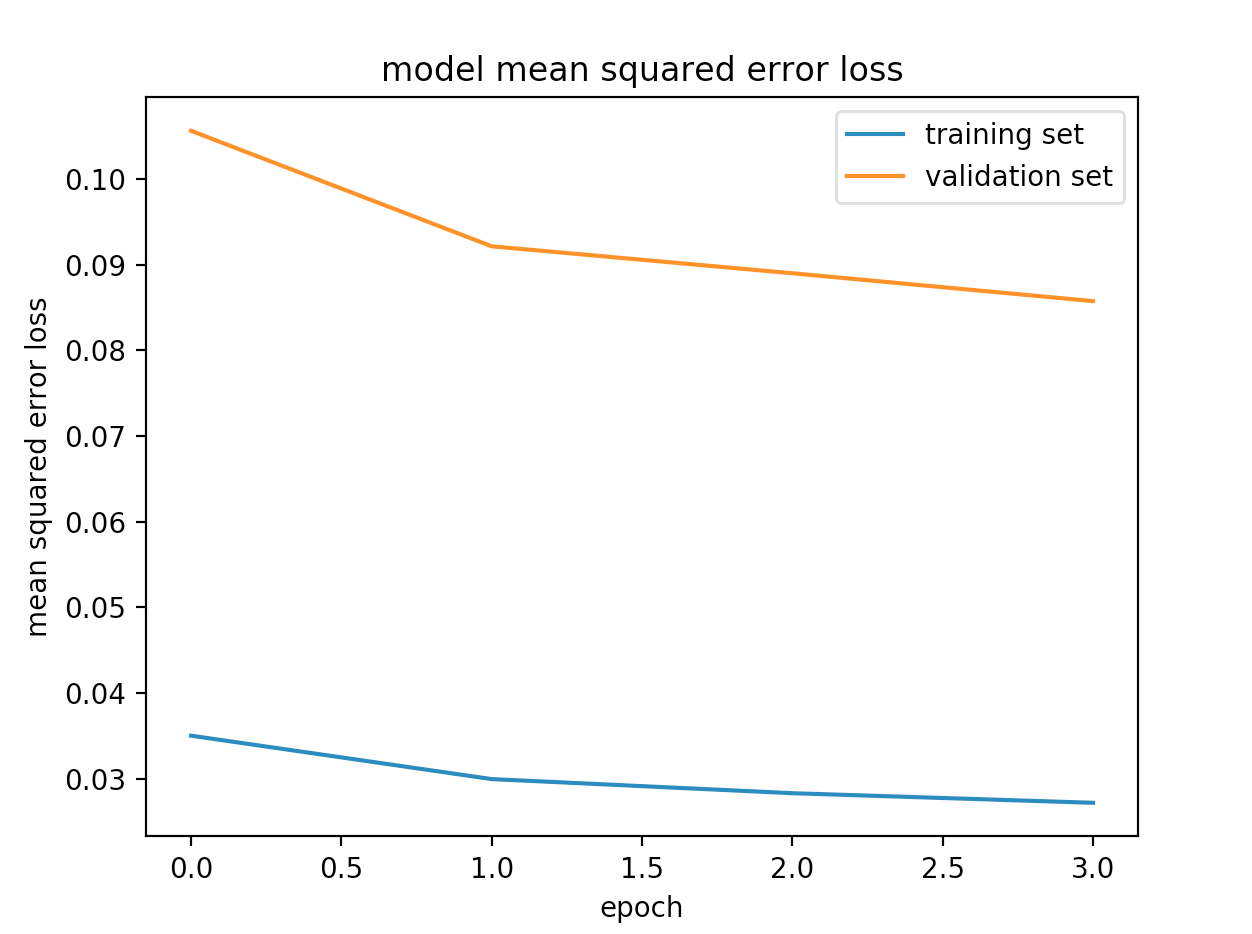 model mean squared error loss
training set
validation set
mean squared error loss
0.10
0.09
0.08
0.07
0.06
0.05
0.04
0.03
0.0 0.5 1.0 1.5 2.0 2.5 3.0
epoch